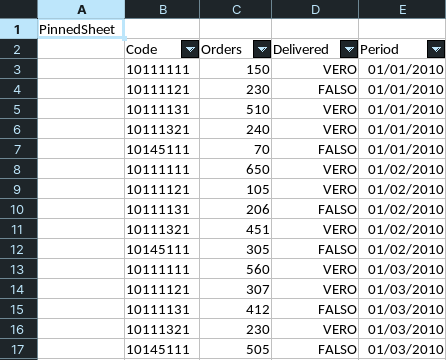 A B C D E
1 PinnedSheet
2 Code Orders Delivered Period
3 10111111 150 VERO 01/01/2010
4 10111121 230 FALSO 01/01/2010
5 10111131 510 VERO 01/01/2010
6 10111321 240 VERO 01/01/2010
7 10145111 70 FALSO 01/01/2010
8 10111111 650 VERO 01/02/2010
9 10111121 105 VERO 01/02/2010
10 10111131 206 FALSO 01/02/2010
11 10111321 451 VERO 01/02/2010
12 10145111 305 FALSO 01/02/2010
13 10111111 560 VERO 01/03/2010
14 10111121 307 VERO 01/03/2010
15 10111131 412 FALSO 01/03/2010
16 10111321 230 VERO 01/03/2010
17 10145111 505 FALSO 01/03/2010